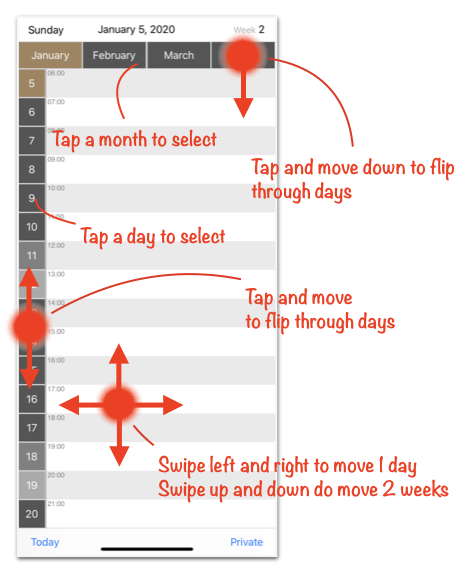 Sunday January 5, 2020 Week 2
January February March
5 06:00
6 07:00
7
Tap a month to select
8 09:00
Tap and move down to flip
through days
9 10:00
10 11:00
Tap a day to select
11 12:00
13:00
14:00
Tap and move
to flip through days
15:00
16:00
16 17:00
17 18:00
18 19:00
Swipe left and right to move 1 day
19 20:00
Swipe up and down do move 2 weeks
20 21:00
Today Private